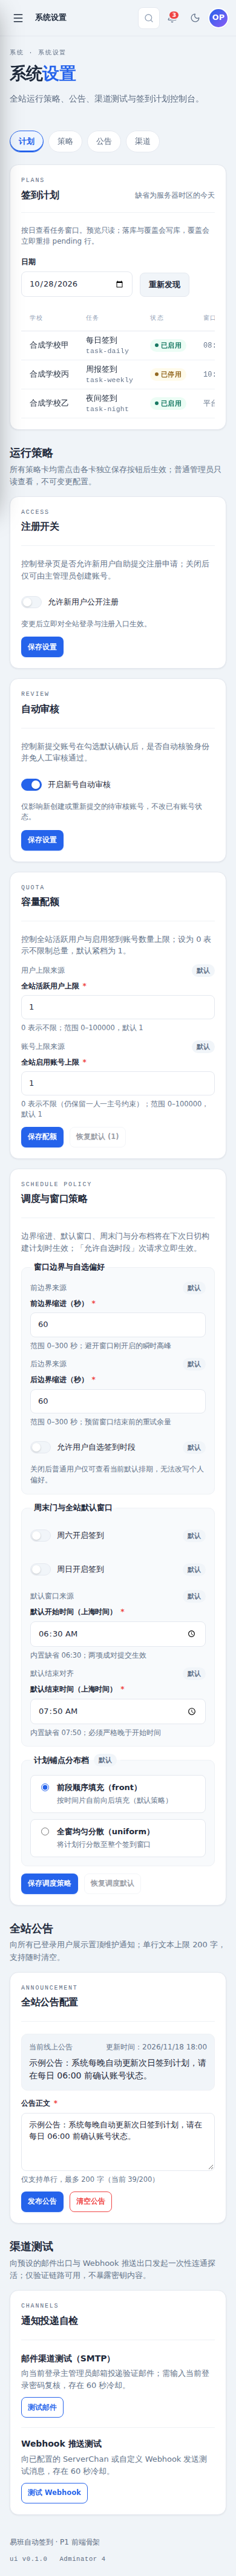 系统设置
3
OP
系统 · 系统设置
系统设置
全站运行策略、公告、渠道测试与签到计划控制台。
计划
策略
公告
渠道
PLANS
签到计划
缺省为服务器时区的今天
按日查看任务窗口。预览只读；落库与覆盖会写库，覆盖会
立即重排 pending 行。
日期
10/28/2026
重新发现
学校 任务 状态 窗口
合成学校甲 每日签到 已启用 08:
task-daily
合成学校丙 周报签到 已停用 10:
task-weekly
合成学校乙 夜间签到 已启用
task-night
运行策略
所有策略卡均需点击各卡独立保存按钮后生效；普通管理员只
读查看，不可变更配置。
ACCESS
注册开关
控制登录页是否允许新用户自助提交注册申请；关闭后
仅可由主管理员创建账号。
允许新用户公开注册
变更后立即对全站登录与注册入口生效。
保存设置
REVIEW
自动审核
控制新提交账号在勾选默认确认后，是否自动核验身份
并免人工审核通过。
开启新号自动审核
仅影响新创建或重新提交的待审核账号，不改已有账号状
态。
保存设置
QUOTA
容量配额
控制全站活跃用户与启用签到账号数量上限；设为 0 表
示不限制总量，默认紧档为 1。
用户上限来源 默认
全站活跃用户上限 *
1
0 表示不限；范围 0–100000，默认 1
账号上限来源 默认
全站启用账号上限 *
1
0 表示不限（仍保留一人一主号约束）；范围 0–100000，
默认 1
保存配额
恢复默认 (1)
SCHEDULE POLICY
调度与窗口策略
边界缩进、默认窗口、周末门与分布将在下次日切构
建计划时生效；「允许自选时段」次请求立即生效。
窗口边界与自选偏好
前边界来源 默认
前边界缩进（秒） *
60
范围 0–300 秒；避开窗口刚开启的瞬时高峰
后边界来源 默认
后边界缩进（秒） *
60
范围 0–300 秒；预留窗口结束前的重试余量
允许用户自选签到时段 默认
关闭后普通用户仅可查看当前默认排期，无法改写个人
偏好。
周末门与全站默认窗口
周六开启签到 默认
周日开启签到 默认
默认窗口来源 默认
默认开始时间（上海时间） *
06:30 AM
内置缺省 06:30；两项成对提交生效
默认结束对齐 默认
默认结束时间（上海时间） *
07:50 AM
内置缺省 07:50；必须严格晚于开始时间
计划铺点分布档 默认
前段顺序填充（front）
按时间片自前向后填充（默认策略）
全窗均匀分散（uniform）
将计划行分散至整个签到窗口
保存调度策略
恢复调度默认
全站公告
向所有已登录用户展示置顶维护通知；单行文本上限 200 字，
支持随时清空。
ANNOUNCEMENT
全站公告配置
当前线上公告 更新时间：2026/11/18 18:00
示例公告：系统每晚自动更新次日签到计划，请
在每日 06:00 前确认账号状态。
公告正文 *
示例公告：系统每晚自动更新次日签到计划，请在
每日 06:00 前确认账号状态。
仅支持单行，最多 200 字（当前 39/200）
发布公告
清空公告
渠道测试
向预设的邮件出口与 Webhook 推送出口发起一次性连通探
活；仅验证链路可用，不暴露密钥内容。
CHANNELS
通知投递自检
邮件渠道测试（SMTP）
向当前登录主管理员邮箱投递验证邮件；需输入当前登
录密码复核，存在 60 秒冷却。
测试邮件
Webhook 推送测试
向已配置的 ServerChan 或自定义 Webhook 发送测
试消息，存在 60 秒冷却。
测试 Webhook
易班自动签到 · P1 前端骨架
ui v0.1.0 Adminator 4